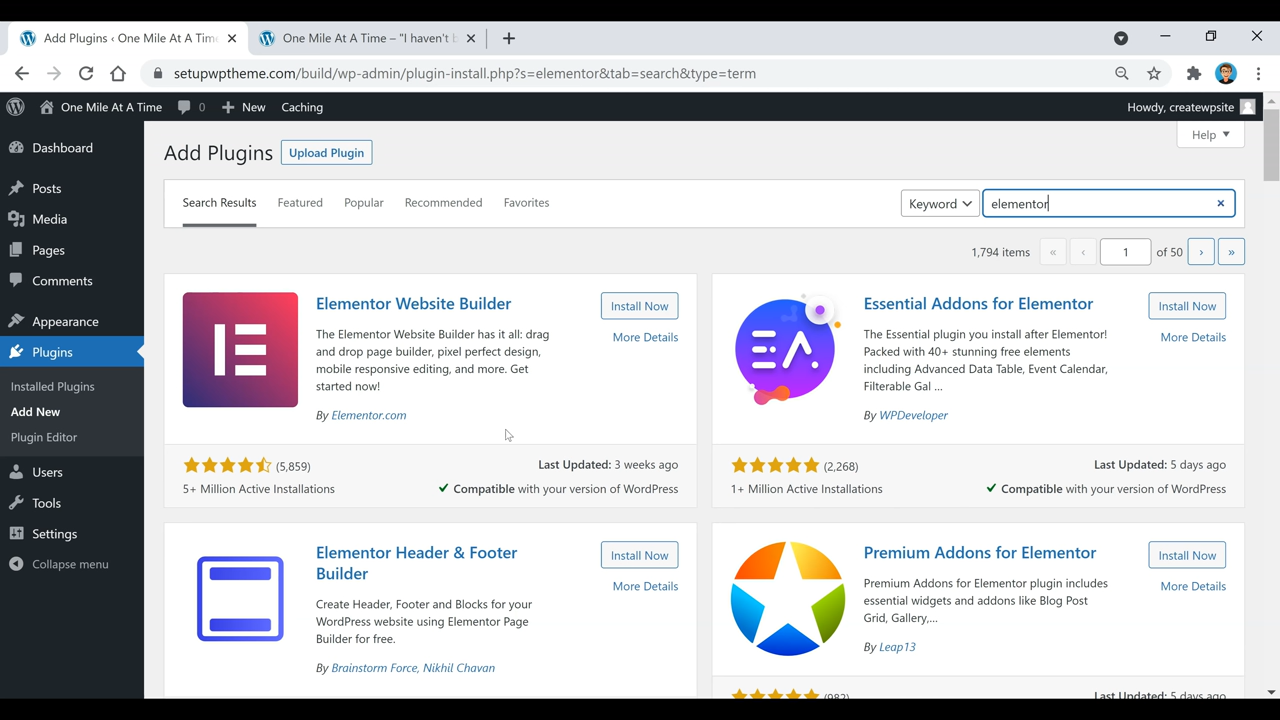 Add Plugins ‹ One Mile At A Time
One Mile At A Time – "I haven't b
setupwptheme.com/build/wp-admin/plugin-install.php?s=elementor&tab=search&type=term
One Mile At A Time
0
New
Caching
Howdy, createwpsite
Dashboard
Posts
Media
Pages
Comments
Appearance
Plugins
Installed Plugins
Add New
Plugin Editor
Users
Tools
Settings
Collapse menu
Help
Add Plugins
Upload Plugin
Search Results
Featured
Popular
Recommended
Favorites
Keyword
elementor
1,794 items
«
‹
1
of 50
›
»
Elementor Website Builder
Install Now
More Details
The Elementor Website Builder has it all: drag
and drop page builder, pixel perfect design,
mobile responsive editing, and more. Get
started now!
By Elementor.com
(5,859)
5+ Million Active Installations
Last Updated: 3 weeks ago
Compatible with your version of WordPress
Essential Addons for Elementor
Install Now
More Details
The Essential plugin you install after Elementor!
Packed with 40+ stunning free elements
including Advanced Data Table, Event Calendar,
Filterable Gal ...
By WPDeveloper
(2,268)
1+ Million Active Installations
Last Updated: 5 days ago
Compatible with your version of WordPress
Elementor Header & Footer
Builder
Install Now
More Details
Create Header, Footer and Blocks for your
WordPress website using Elementor Page
Builder for free.
By Brainstorm Force, Nikhil Chavan
Premium Addons for Elementor
Install Now
More Details
Premium Addons for Elementor plugin includes
essential widgets and addons like Blog Post
Grid, Gallery,...
By Leap13
(982)
Last Updated: 5 days ago